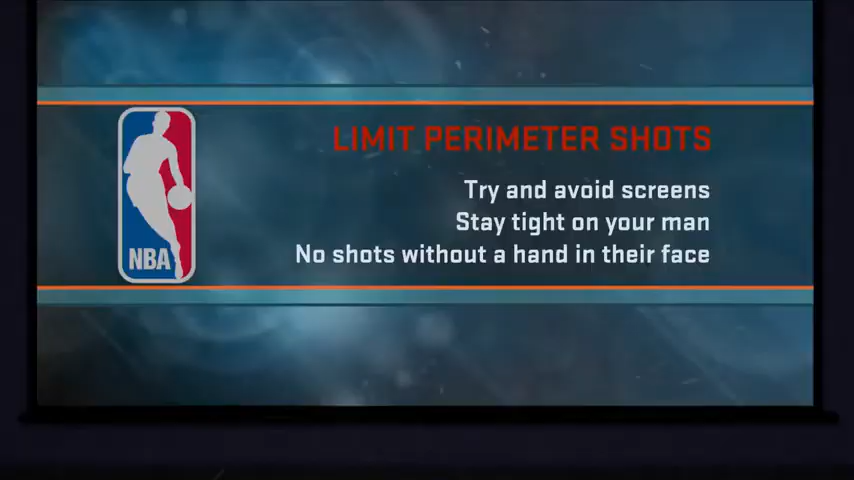 LIMIT PERIMETER SHOTS
Try and avoid screens
Stay tight on your man
No shots without a hand in their face
NBA